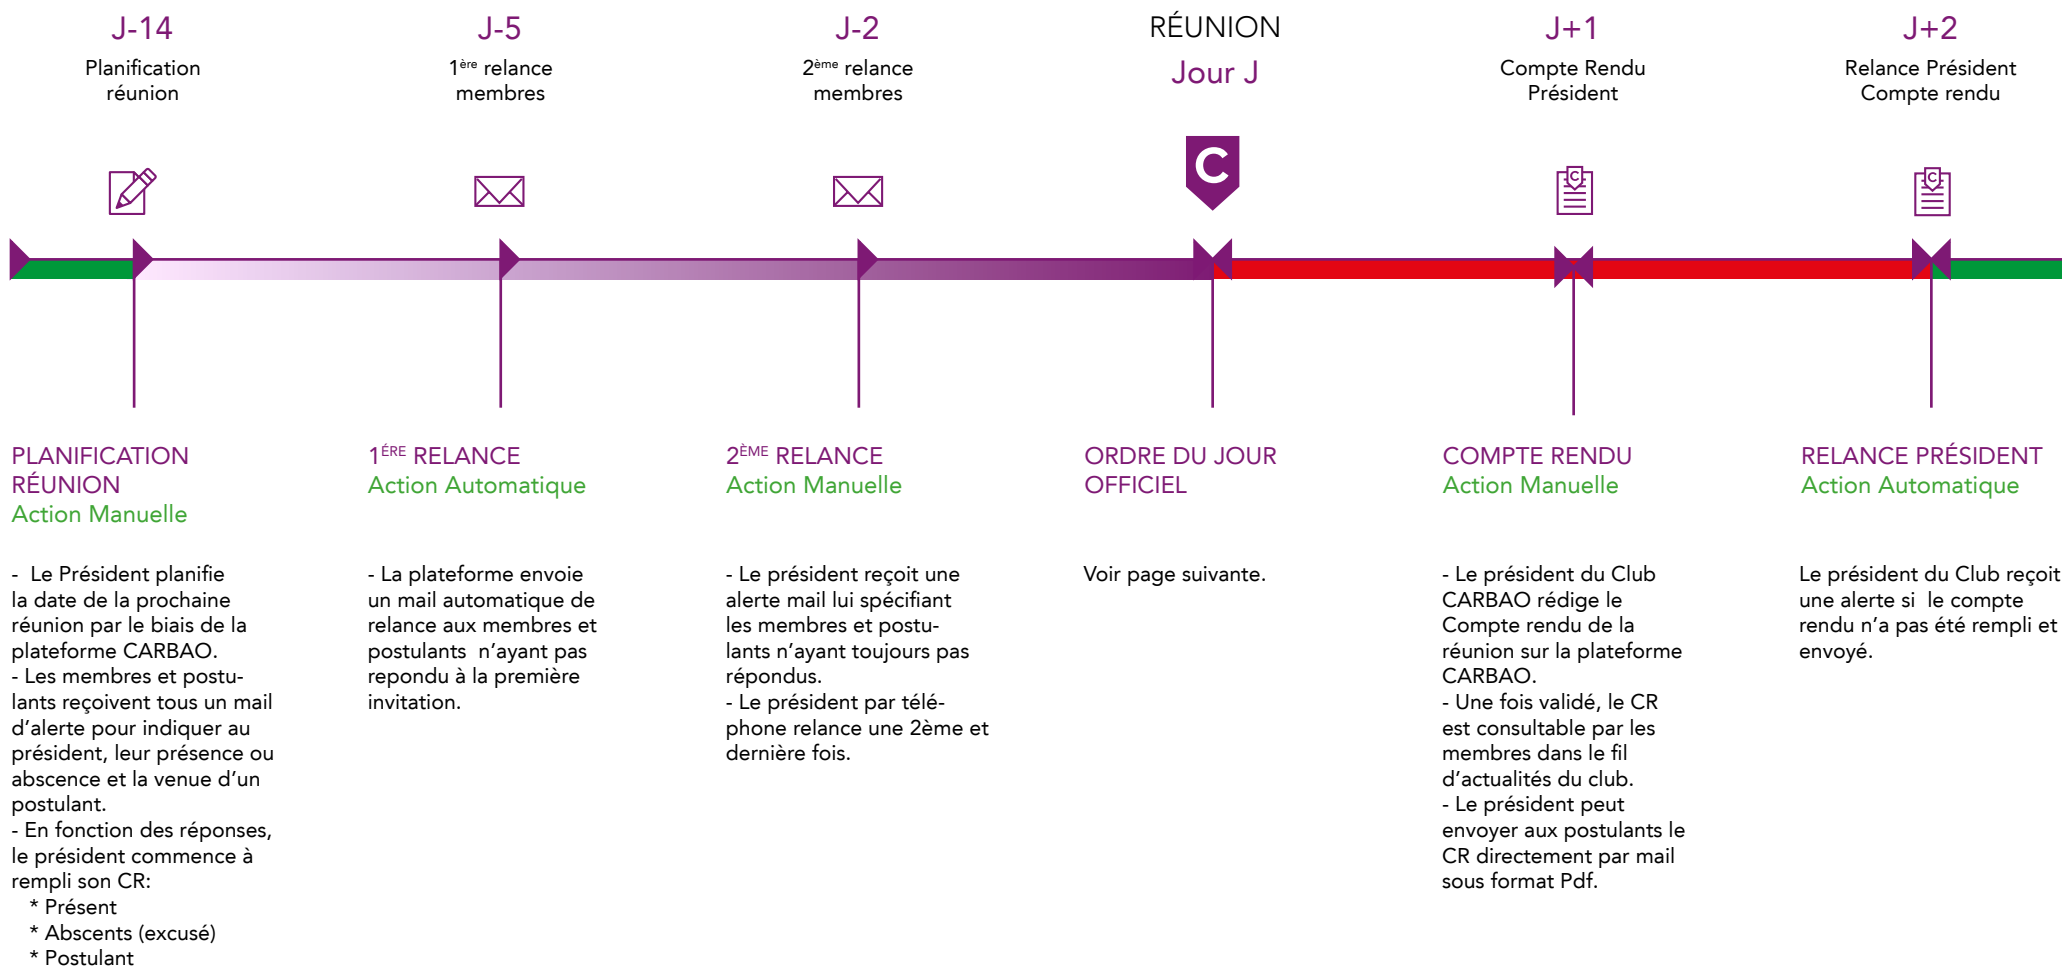 J-14
Planification
réunion
J-5
1ère relance
membres
J-2
2ème relance
membres
RÉUNION
Jour J
J+1
Compte Rendu
Président
J+2
Relance Président
Compte rendu
C
C
C
PLANIFICATION
RÉUNION
Action Manuelle
-  Le Président planifie
la date de la prochaine
réunion par le biais de la
plateforme CARBAO.
- Les membres et postu-
lants reçoivent tous un mail
d'alerte pour indiquer au
président, leur présence ou
abscence et la venue d'un
postulant.
- En fonction des réponses,
le président commence à
rempli son CR:
* Présent
* Abscents (excusé)
* Postulant
1ÉRE RELANCE
Action Automatique
- La plateforme envoie
un mail automatique de
relance aux membres et
postulants  n'ayant pas
repondu à la première
invitation.
2ÈME RELANCE
Action Manuelle
- Le président reçoit une
alerte mail lui spécifiant
les membres et postu-
lants n'ayant toujours pas
répondus.
- Le président par télé-
phone relance une 2ème et
dernière fois.
ORDRE DU JOUR
OFFICIEL
Voir page suivante.
COMPTE RENDU
Action Manuelle
- Le président du Club
CARBAO rédige le
Compte rendu de la
réunion sur la plateforme
CARBAO.
- Une fois validé, le CR
est consultable par les
membres dans le fil
d'actualités du club.
- Le président peut
envoyer aux postulants le
CR directement par mail
sous format Pdf.
RELANCE PRÉSIDENT
Action Automatique
Le président du Club reçoit
une alerte si  le compte
rendu n'a pas été rempli et
envoyé.